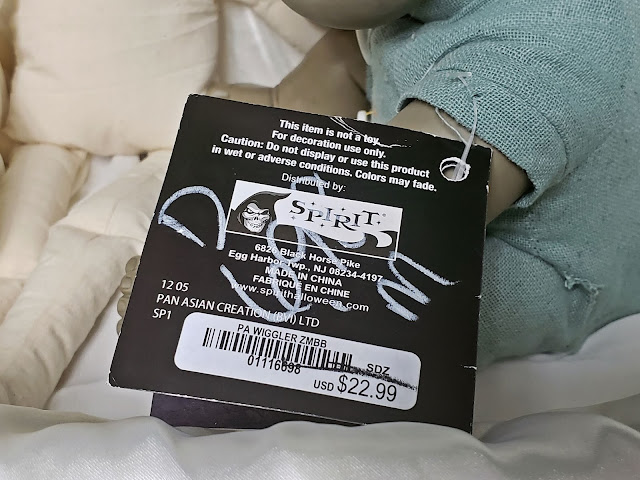 This item is not a toy.
For decoration use only.
Caution: Do not display or use this product
in wet or adverse conditions. Colors may fade.
Distributed by:
SPIRIT
6826 Black Horse Pike
Egg Harbor Twp., NJ 08234-4197
MADE IN CHINA
FABRIQUÉ EN CHINE
www.spirithalloween.com
12 05
PAN ASIAN CREATION (BVI) LTD
SP1
PA WIGGLER ZMBB
01116698
SDZ
USD $22.99